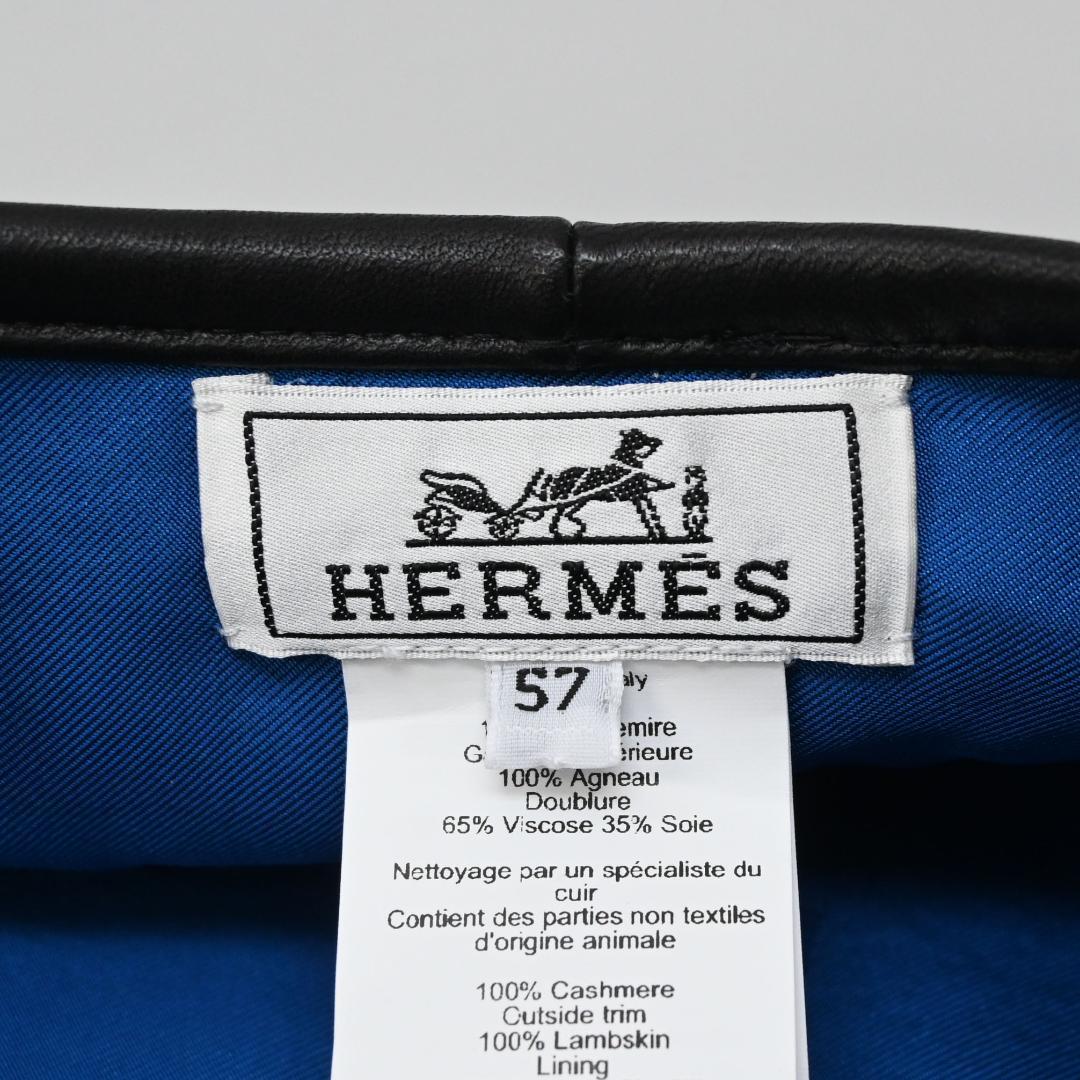 HERMÈS
57
100% Agneau
Doublure
65% Viscose 35% Soie
Nettoyage par un spécialiste du
cuir
Contient des parties non textiles
d'origine animale
100% Cashmere
Outside trim
100% Lambskin
Lining